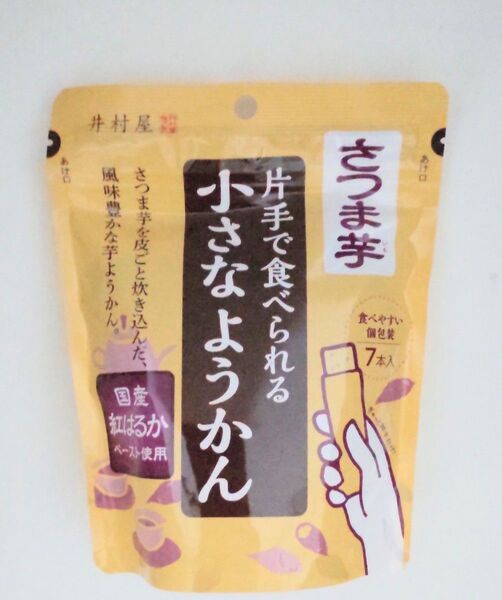 井村屋
あけ口
あけ口
さつま芋
いも
片手で食べられる
小さなようかん
さつま芋を皮ごと炊き込んだ、
風味豊かな芋ようかん。
食べやすい
個包装
7本入
国産
紅はるか
ペースト使用